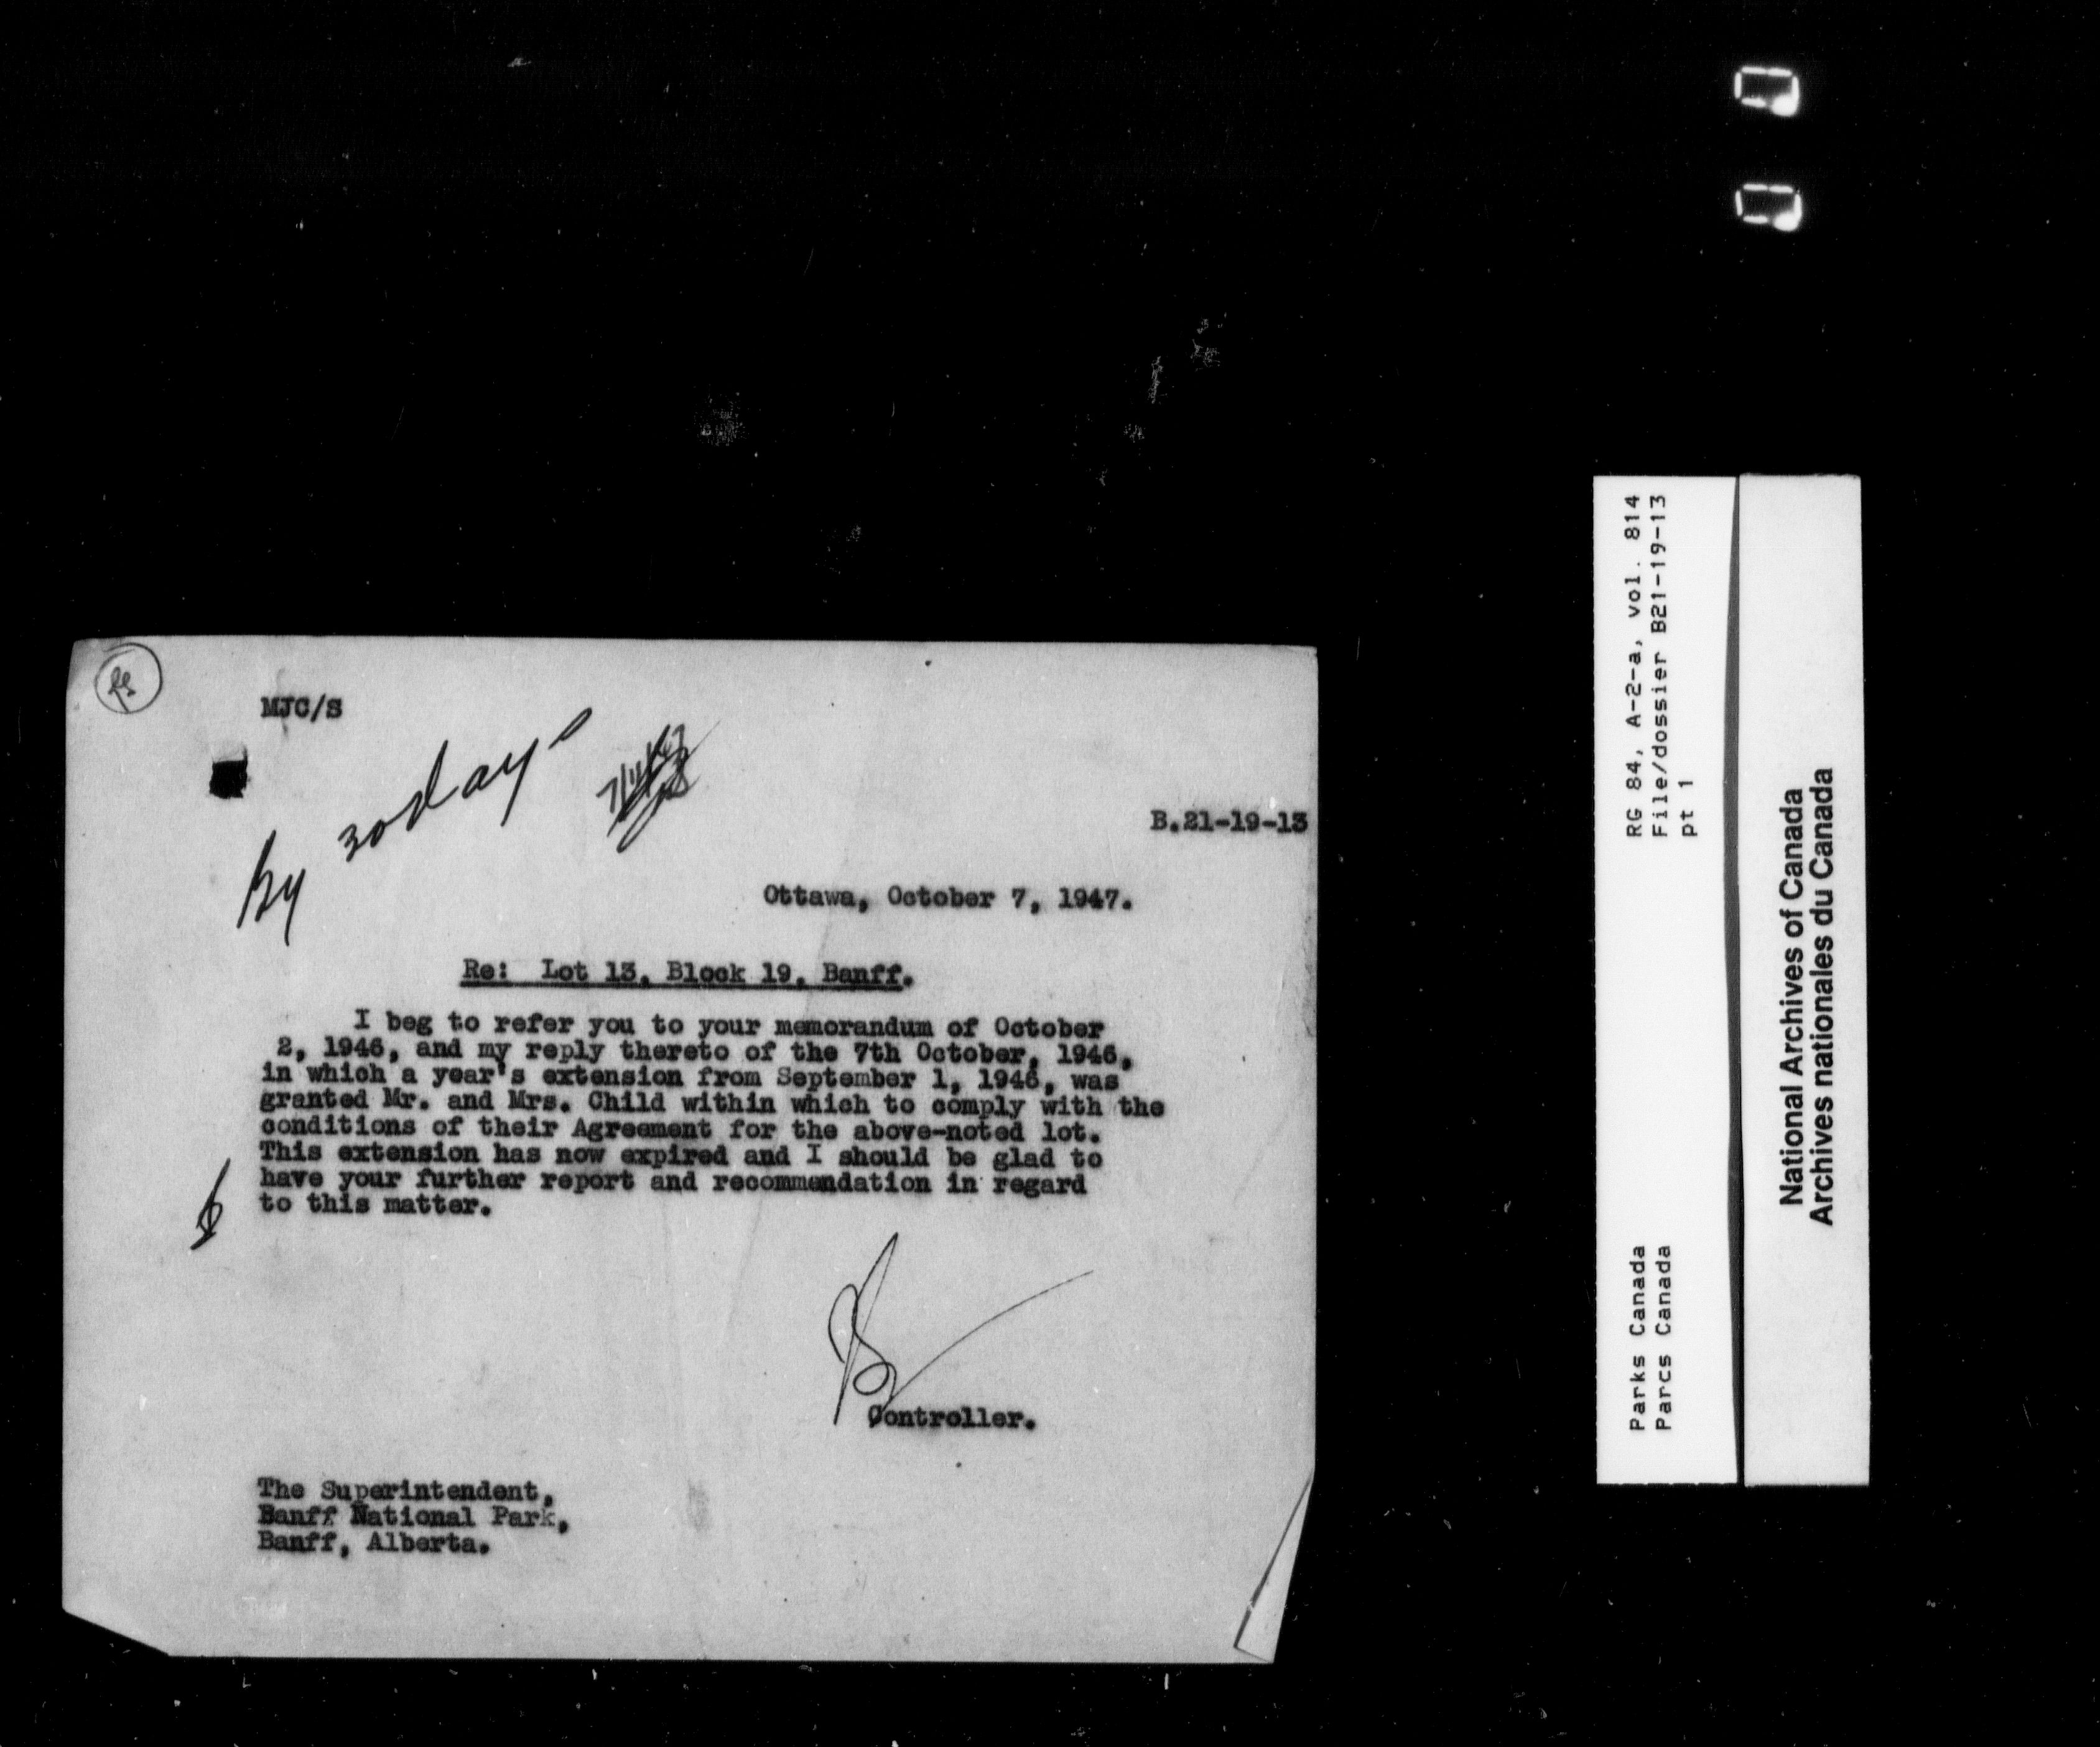 MJC/S
by 30 days
B.21-19-13
Ottawa, October 7, 1947.
Re: Lot 13, Block 19, Banff.
I beg to refer you to your memorandum of October
2, 1946, and my reply thereto of the 7th October, 1946,
in which a year's extension from September 1, 1946, was
granted Mr. and Mrs. Child within which to comply with the
conditions of their Agreement for the above-noted lot.
This extension has now expired and I should be glad to
have your further report and recommendation in regard
to this matter.
Controller.
The Superintendent,
Banff National Park,
Banff, Alberta.
RG 84, A-2-a, vol. 814
File/dossier B21-19-13
pt 1
Parks Canada
Parcs Canada
National Archives of Canada
Archives nationales du Canada